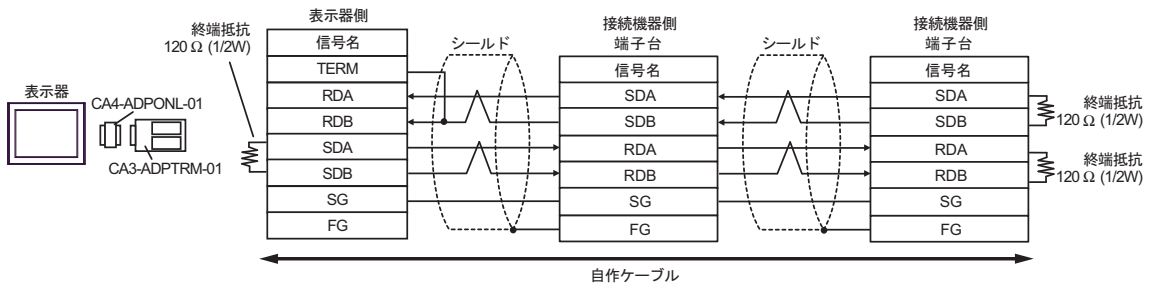 表示器
CA4-ADPONL-01
CA3-ADPTRM-01
終端抵抗
120 Ω (1/2W)
表示器側
信号名
TERM
RDA
RDB
SDA
SDB
SG
FG
シールド
接続機器側
端子台
信号名
SDA
SDB
RDA
RDB
SG
FG
シールド
接続機器側
端子台
信号名
SDA
SDB
RDA
RDB
SG
FG
終端抵抗
120 Ω (1/2W)
終端抵抗
120 Ω (1/2W)
自作ケーブル